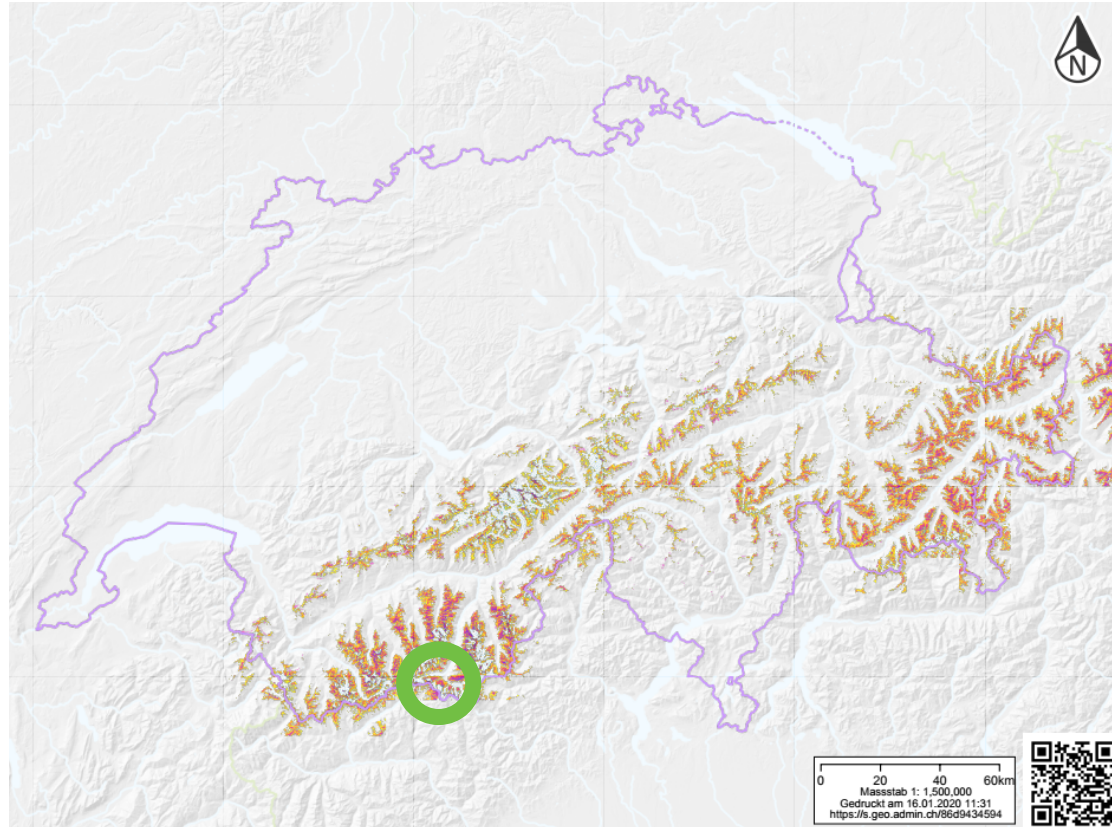 N
0 20 40 60km
Massstab 1: 1,500,000
Gedruckt am 16.01.2020 11:31
https://s.geo.admin.ch/86d9434594